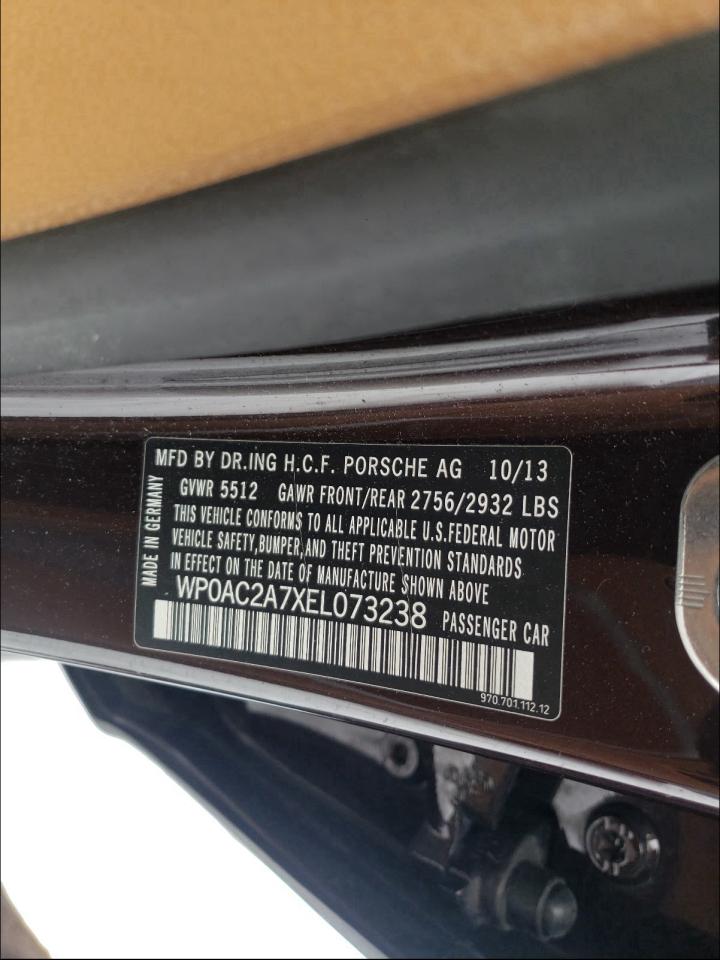 MFD BY DR.ING H.C.F. PORSCHE AG 10/13
GVWR 5512 GAWR FRONT/REAR 2756/2932 LBS
THIS VEHICLE CONFORMS TO ALL APPLICABLE U.S.FEDERAL MOTOR
VEHICLE SAFETY,BUMPER,AND THEFT PREVENTION STANDARDS
IN EFFECT ON THE DATE OF MANUFACTURE SHOWN ABOVE
WP0AC2A7XEL073238 PASSENGER CAR
970.701.112.12
MADE IN GERMANY